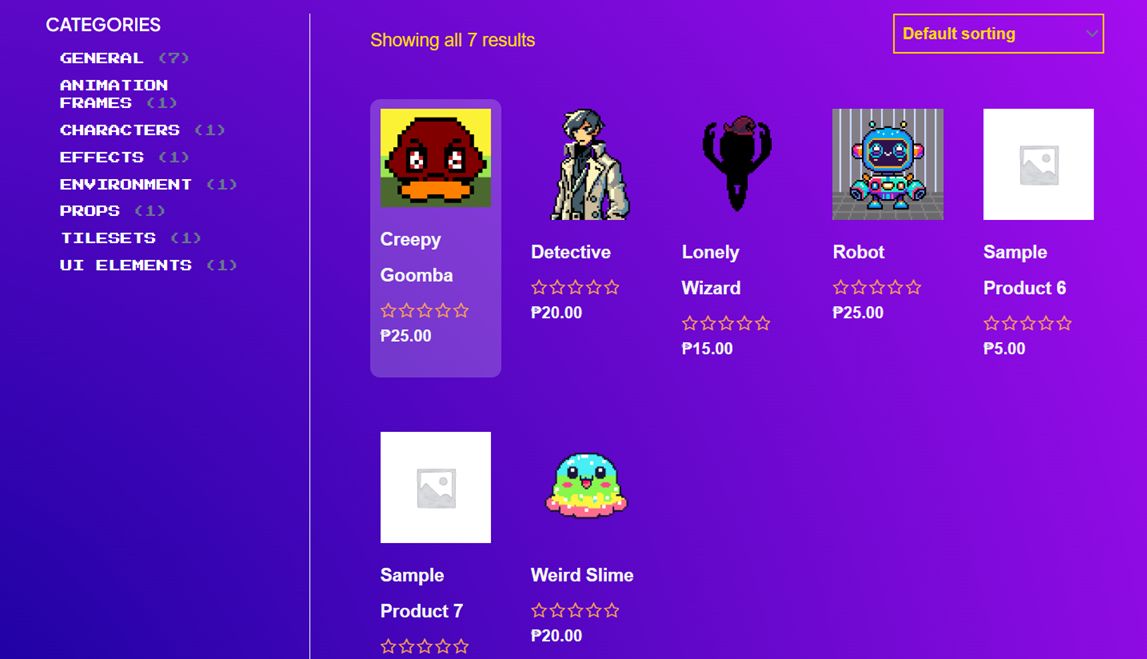 CATEGORIES
GENERAL (7)
ANIMATION
FRAMES (1)
CHARACTERS (1)
EFFECTS (1)
ENVIRONMENT (1)
PROPS (1)
TILESETS (1)
UI ELEMENTS (1)
Showing all 7 results
Default sorting
Creepy
Goomba
₱25.00
Detective
₱20.00
Lonely
Wizard
₱15.00
Robot
₱25.00
Sample
Product 6
₱5.00
Sample
Product 7
Weird Slime
₱20.00